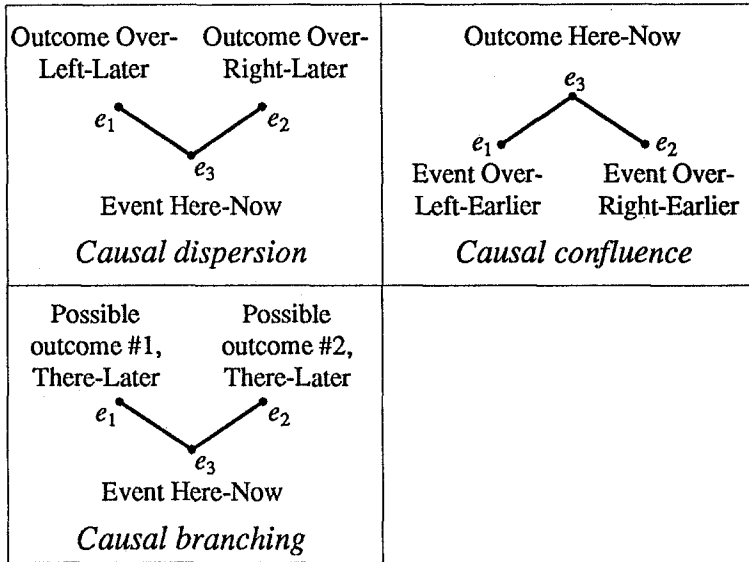 Outcome Over-
Left-Later
Outcome Over-
Right-Later
e1
e2
e3
Event Here-Now
Causal dispersion
Outcome Here-Now
e3
e1
e2
Event Over-
Left-Earlier
Event Over-
Right-Earlier
Causal confluence
Possible
outcome #1,
There-Later
Possible
outcome #2,
There-Later
e1
e2
e3
Event Here-Now
Causal branching